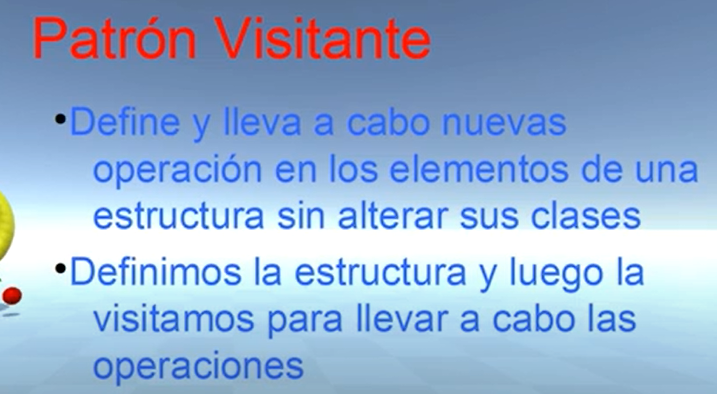 Patrón Visitante
•Define y lleva a cabo nuevas
operación en los elementos de una
estructura sin alterar sus clases
•Definimos la estructura y luego la
visitamos para llevar a cabo las
operaciones